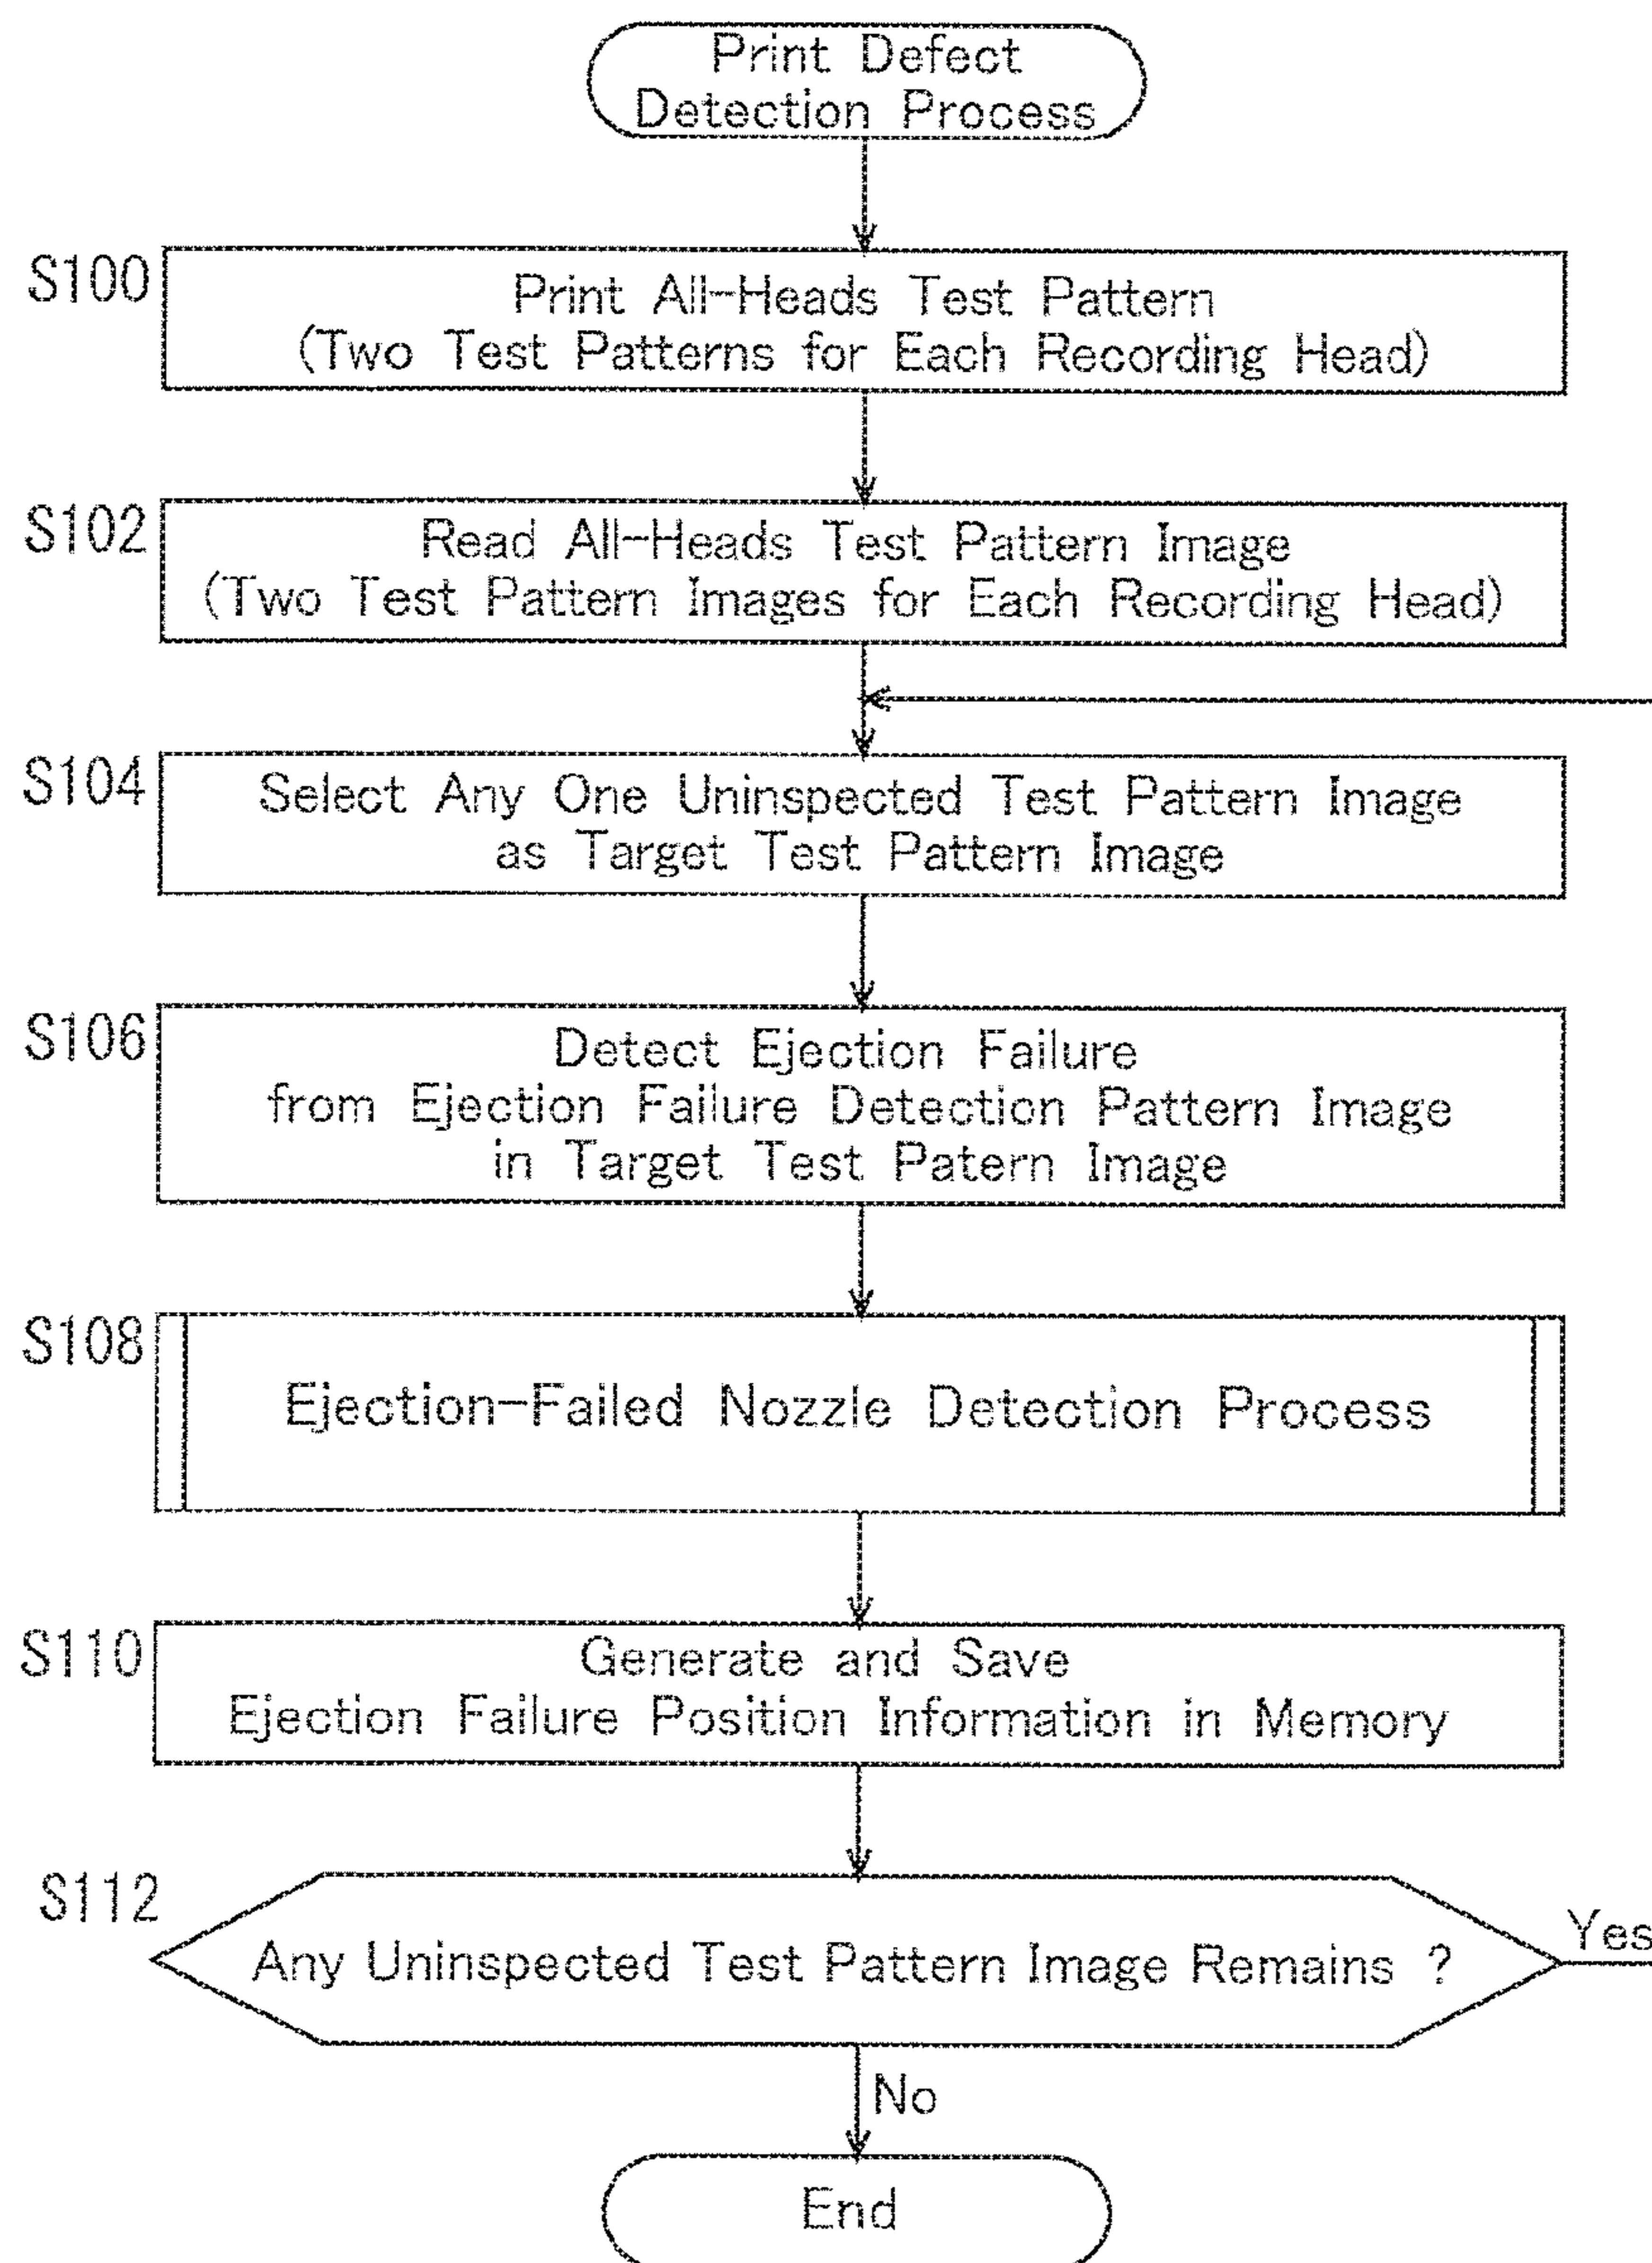 Print Defect
Detection Process
S100
Print All-Heads Test Pattern
(Two Test Patterns for Each Recording Head)
S102
Read All-Heads Test Pattern Image
(Two Test Pattern Images for Each Recording Head)
S104
Select Any One Uninspected Test Pattern Image
as Target Test Pattern Image
S106
Detect Ejection Failure
from Ejection Failure Detection Pattern Image
in Target Test Patern Image
S108
Ejection-Failed Nozzle Detection Process
S110
Generate and Save
Ejection Failure Position Information in Memory
S112
Any Uninspected Test Pattern Image Remains ?
Yes
No
End